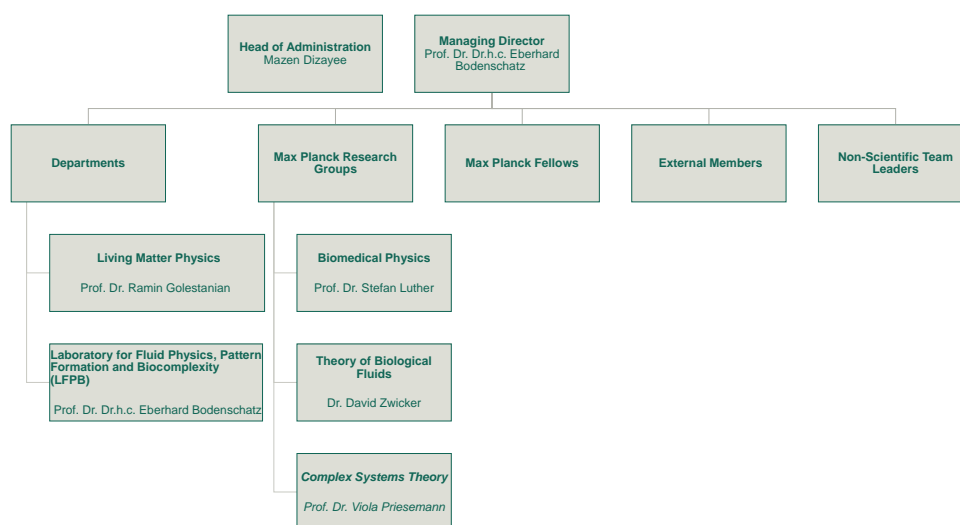 Head of Administration
Mazen Dizayee
Managing Director
Prof. Dr. Dr.h.c. Eberhard
Bodenschatz
Departments
Max Planck Research
Groups
Max Planck Fellows
External Members
Non-Scientific Team
Leaders
Living Matter Physics
Prof. Dr. Ramin Golestanian
Laboratory for Fluid Physics, Pattern
Formation and Biocomplexity
(LFPB)
Prof. Dr. Dr.h.c. Eberhard Bodenschatz
Biomedical Physics
Prof. Dr. Stefan Luther
Theory of Biological
Fluids
Dr. David Zwicker
Complex Systems Theory
Prof. Dr. Viola Priesemann